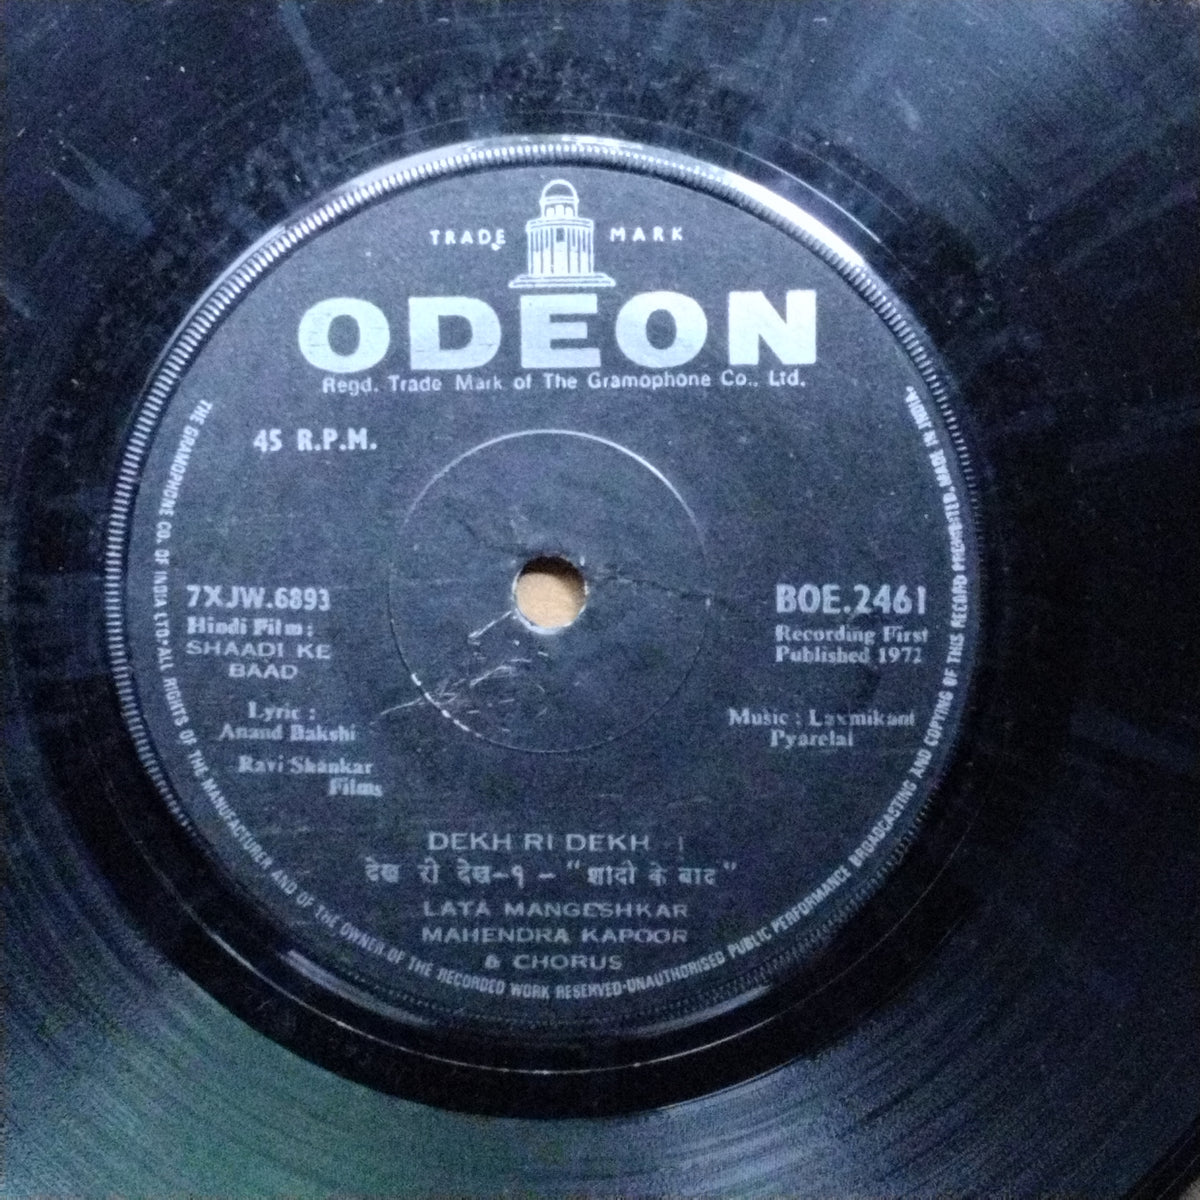 TRADE MARK
ODEON
Regd. Trade Mark of The Gramophone Co., Ltd.
45 R.P.M.
7XJW.6893
Hindi Film:
SHAADI KE
BAAD
Lyric :
Anand Bakshi
Ravi Shankar
Films
BOE.2461
Recording First
Published 1972
Music : Laxmikant
Pyarelal
DEKH RI DEKH - I
देख री देख-१ - "शादी के बाद"
LATA MANGESHKAR
MAHENDRA KAPOOR
& CHORUS
THE GRAMOPHONE CO. OF INDIA LTD·ALL RIGHTS OF THE MANUFACTURER AND OF THE OWNER OF THE RECORDED WORK RESERVED·UNAUTHORISED PUBLIC PERFORMANCE BROADCASTING AND COPYING OF THIS RECORD PROHIBITED. MADE IN INDIA.